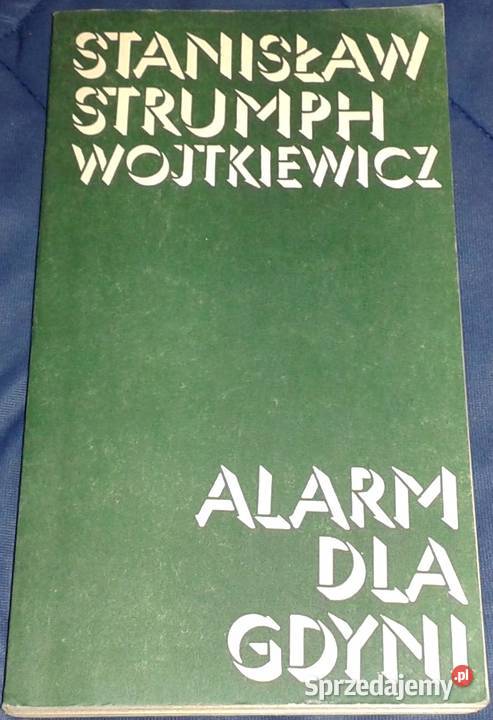 STANISŁAW
STRUMPH
WOJTKIEWICZ
ALARM
DLA
GDYNI
Sprzedajemy.pl